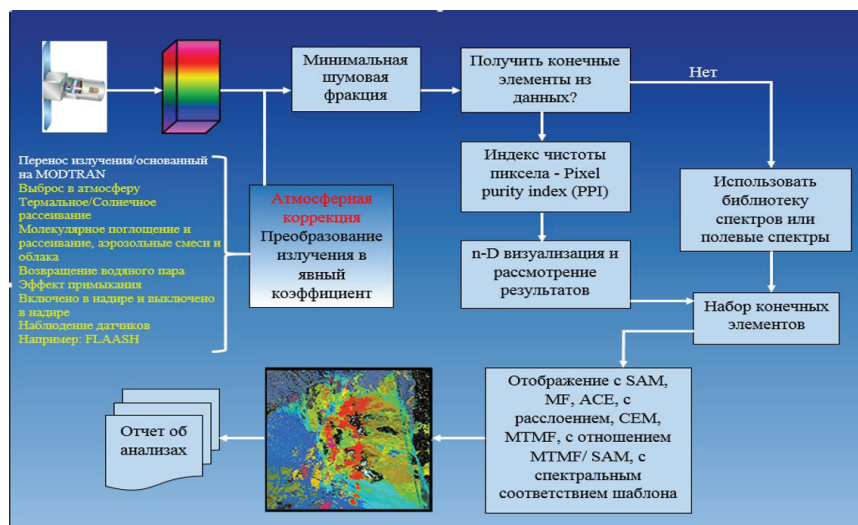 Минимальная
шумовая
фракция
Получить конечные
элементы из
данных?
Нет
Перенос излучения/основанный
на MODTRAN
Выброс в атмосферу
Термальное/Солнечное
рассеивание
Молекулярное поглощение и
рассеивание, аэрозольные смеси и
облака
Возвращение водяного пара
Эффект примыкания
Включено в надире и выключено
в надире
Наблюдение датчиков
Например: FLAASH
Атмосферная
коррекция
Преобразование
излучения в
явный
коэффициент
Индекс чистоты
пиксела - Pixel
purity index (PPI)
n-D визуализация и
рассмотрение
результатов
Использовать
библиотеку
спектров или
полевые спектры
Набор конечных
элементов
Отображение с SAM,
MF, ACE, с
расслоением, CEM,
MTMF, с отношением
MTMF/ SAM, с
спектральным
соответствием шаблона
Отчет об
анализах